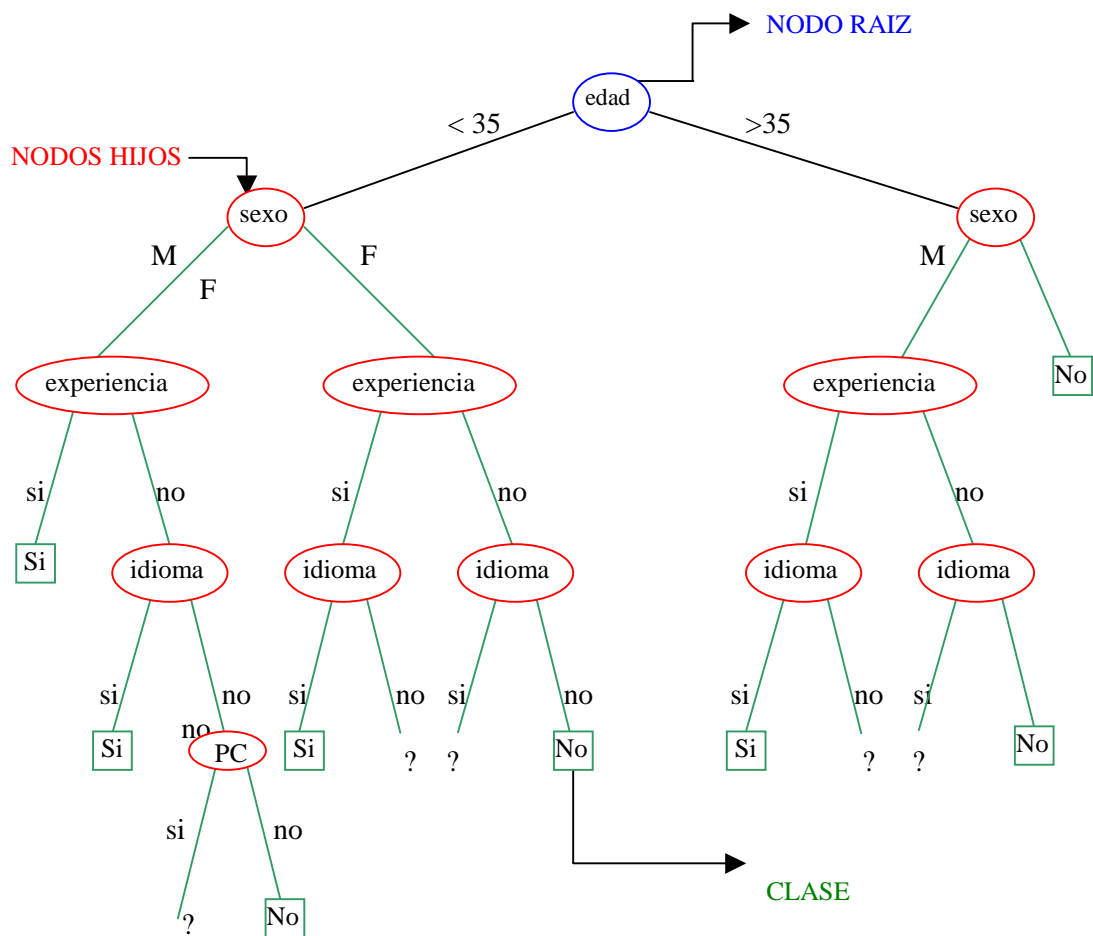 NODO RAIZ
edad
< 35
>35
NODOS HIJOS
sexo
sexo
M
F
F
M
experiencia
experiencia
experiencia
No
si
no
si
no
si
no
Si
idioma
idioma
idioma
idioma
idioma
si
no
si
no
si
no
si
no
si
no
Si
PC
Si
?
?
No
Si
?
?
No
no
si
no
CLASE
?
No